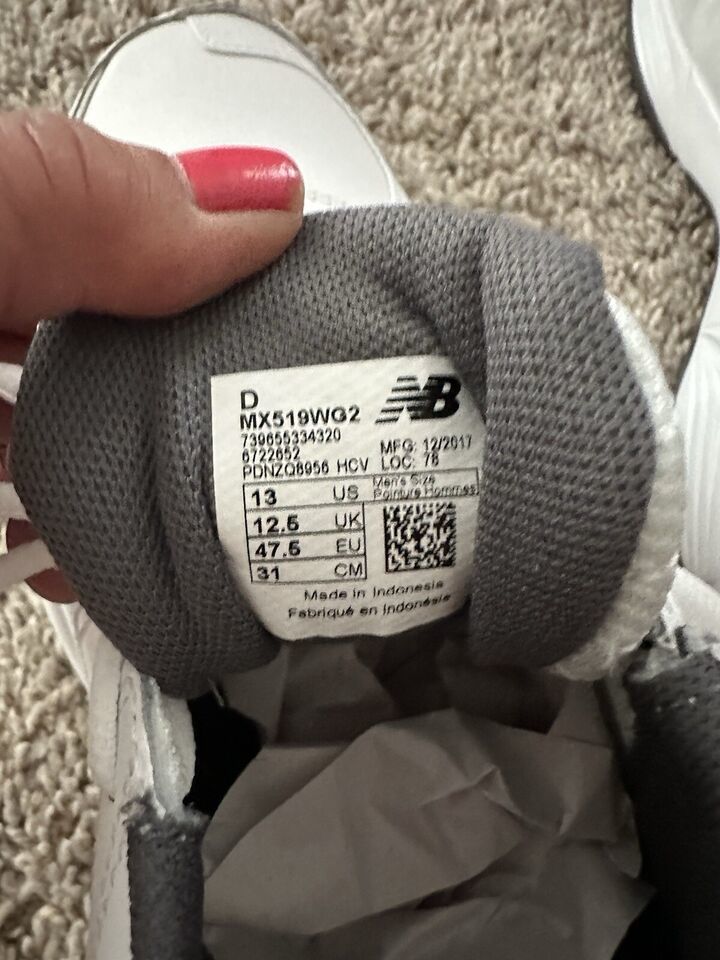 D
MX519WG2
NB
739655334320
6722652
MFG: 12/2017
PDNZQ8956 HCV LOC: 78
13 US
Men's Size
Pointure Hommes
12.5 UK
47.5 EU
31 CM
Made in Indonesia
Fabriqué en Indonésie